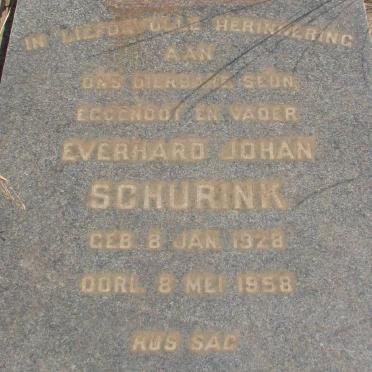 IN LIEFDEVOLLE HERINNERING
AAN
ONS DIERBARE SEUN,
EGGENOOT EN VADER
EVERHARD JOHAN
SCHURINK
GEB. 8 JAN. 1928
OORL. 8 MEI 1958
RUS SAG